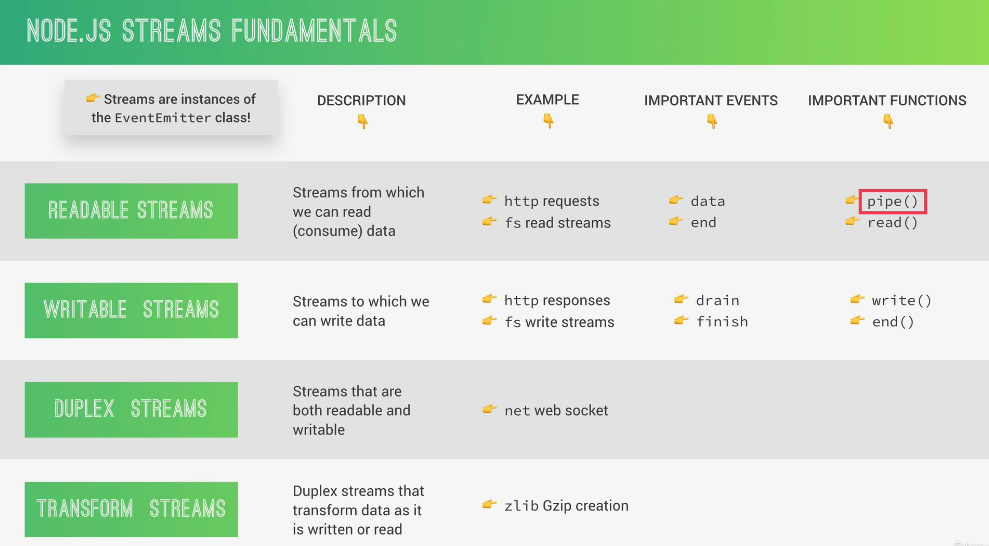 NODE.JS STREAMS FUNDAMENTALS
👉 Streams are instances of
the EventEmitter class!
DESCRIPTION
👇
EXAMPLE
👇
IMPORTANT EVENTS
👇
IMPORTANT FUNCTIONS
👇
READABLE STREAMS
Streams from which
we can read
(consume) data
👉 http requests
👉 fs read streams
👉 data
👉 end
👉 pipe()
👉 read()
WRITABLE STREAMS
Streams to which we
can write data
👉 http responses
👉 fs write streams
👉 drain
👉 finish
👉 write()
👉 end()
DUPLEX STREAMS
Streams that are
both readable and
writable
👉 net web socket
TRANSFORM STREAMS
Duplex streams that
transform data as it
is written or read
👉 zlib Gzip creation